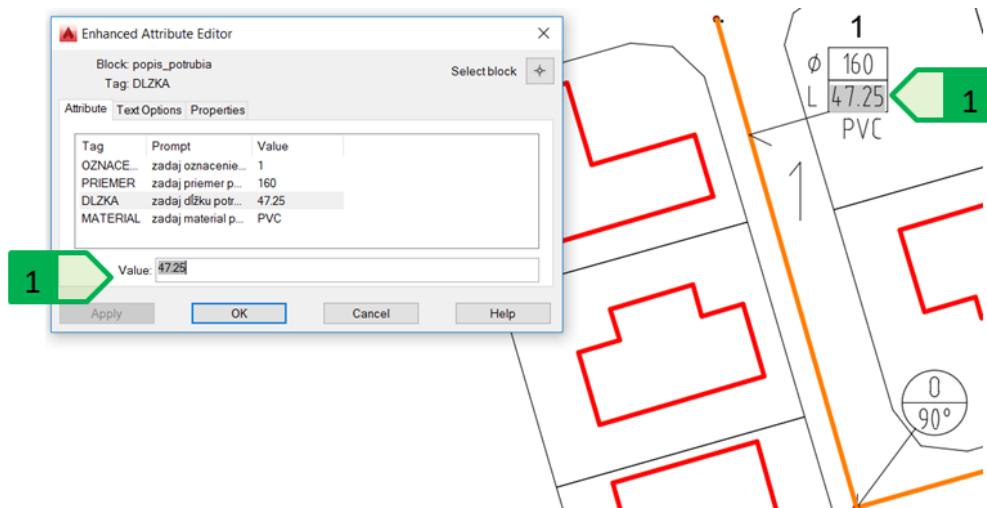 Enhanced Attribute Editor
Block: popis_potrubia
Tag: DLZKA
Select block
Attribute Text Options Properties
Tag Prompt Value
OZNACE... zadaj oznacenie... 1
PRIEMER zadaj priemer p... 160
DLZKA zadaj dĺžku potr... 47.25
MATERIAL zadaj material p... PVC
1
Value: 47.25
Apply OK Cancel Help
1
ϕ 160
L 47.25
1
PVC
1
0
90°